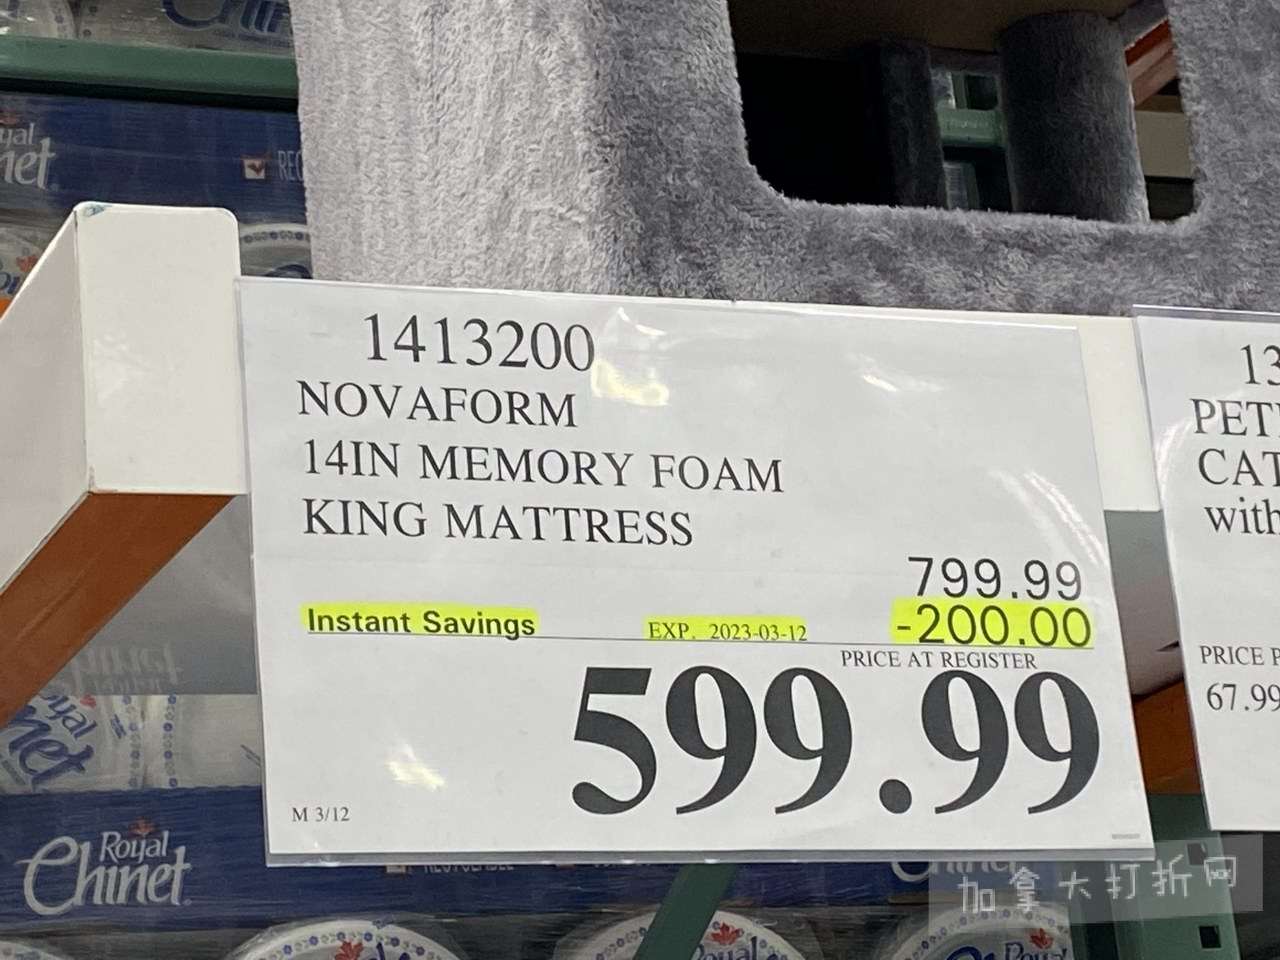 Royal
Chinet
1413200
NOVAFORM
14IN MEMORY FOAM
KING MATTRESS
799.99
Instant Savings EXP. 2023-03-12 -200.00
PRICE AT REGISTER
599.99
M 3/12
13
PET
CAT
with
PRICE P
67.99
Royal
Chinet
加拿大打折网